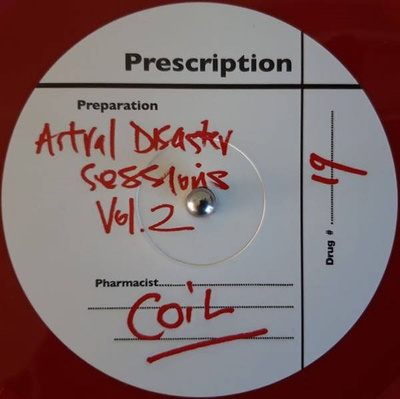 Prescription
Preparation
Astral Disaster
Sessions
Vol. 2
Drug #
19
Pharmacist
Coil